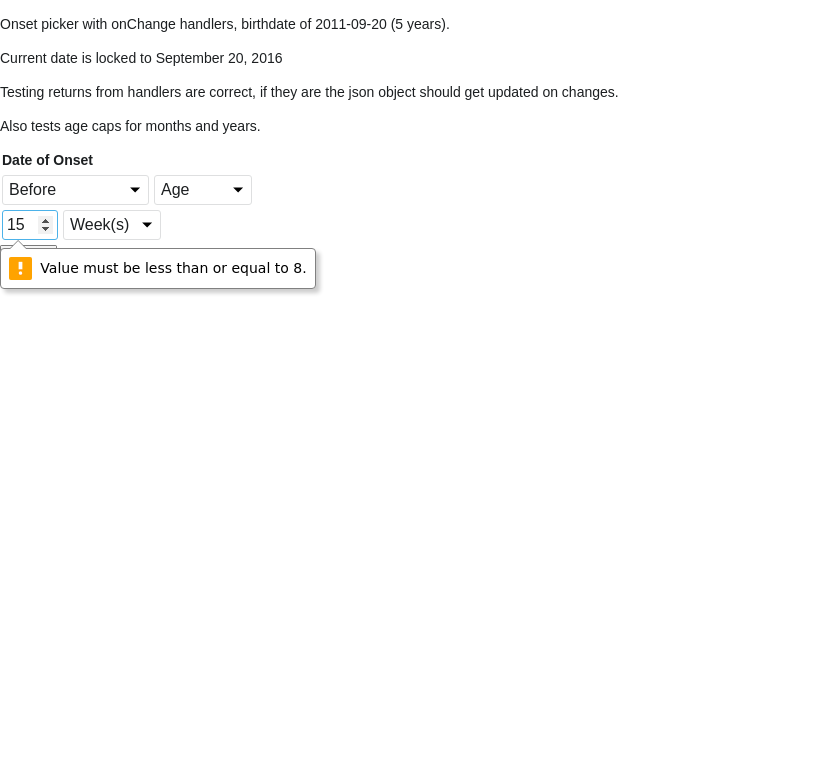 Onset picker with onChange handlers, birthdate of 2011-09-20 (5 years).
Current date is locked to September 20, 2016
Testing returns from handlers are correct, if they are the json object should get updated on changes.
Also tests age caps for months and years.
Date of Onset
Before Age
15 Week(s)
Value must be less than or equal to 8.